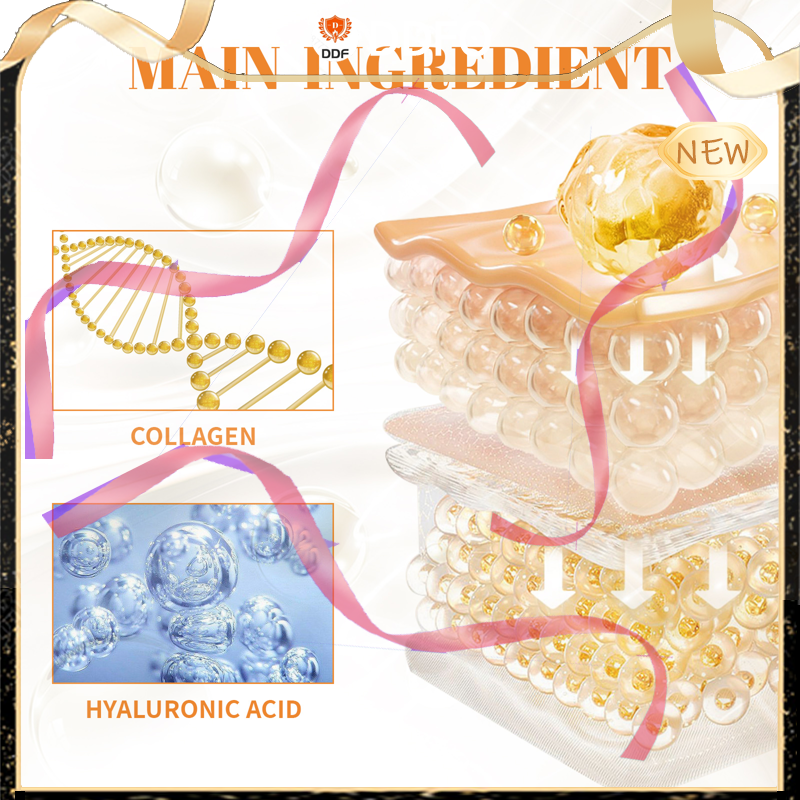 DDF
MAIN INGREDIENT
NEW
COLLAGEN
HYALURONIC ACID